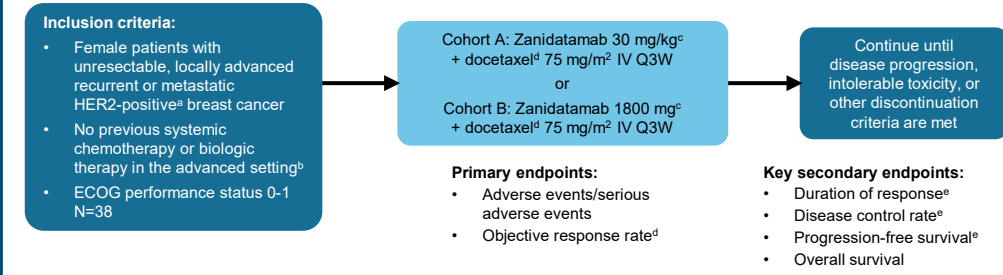 Inclusion criteria:
• Female patients with
unresectable, locally advanced
recurrent or metastatic
HER2-positiveᵃ breast cancer
• No previous systemic
chemotherapy or biologic
therapy in the advanced settingᵇ
• ECOG performance status 0-1
N=38
Cohort A: Zanidatamab 30 mg/kgᶜ
+ docetaxelᵈ 75 mg/m² IV Q3W
or
Cohort B: Zanidatamab 1800 mgᶜ
+ docetaxelᵈ 75 mg/m² IV Q3W
Continue until
disease progression,
intolerable toxicity, or
other discontinuation
criteria are met
Primary endpoints:
• Adverse events/serious
adverse events
• Objective response rateᵈ
Key secondary endpoints:
• Duration of responseᵉ
• Disease control rateᵉ
• Progression-free survivalᵉ
• Overall survival